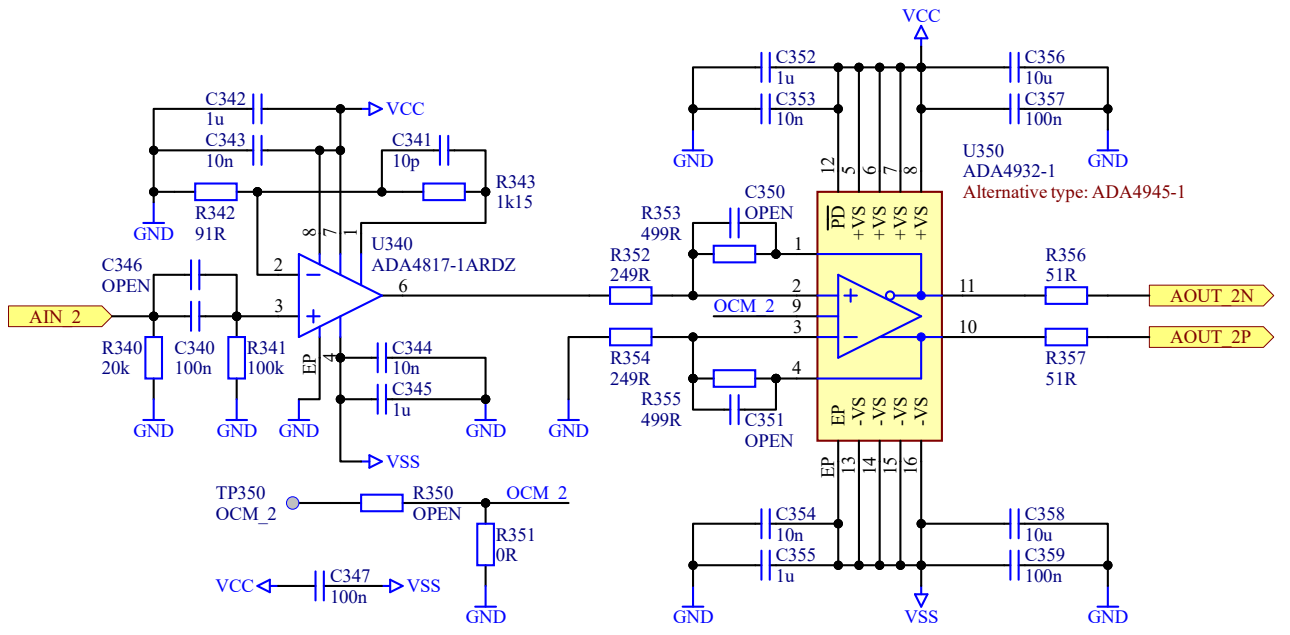 VCC
C352
1u
C353
10n
GND
C356
10u
C357
100n
GND
C342
1u
C343
10n
VCC
C341
10p
R343
1k15
R342
91R
GND
8
7
1
U340
ADA4817-1ARDZ
2
3
6
C346
OPEN
AIN_2
R340
20k
C340
100n
R341
100k
EP
4
C344
10n
C345
1u
GND
GND
GND
GND
VSS
12
5
6
7
8
U350
ADA4932-1
Alternative type: ADA4945-1
PD
+VS
+VS
+VS
+VS
C350
OPEN
R353
499R
R352
249R
1
2
OCM_2
9
3
4
R354
249R
R355
499R
C351
OPEN
GND
11
10
R356
51R
AOUT_2N
AOUT_2P
R357
51R
EP
-VS
-VS
-VS
-VS
EP
13
14
15
16
TP350
OCM_2
R350
OPEN
OCM_2
R351
0R
GND
VCC
C347
100n
VSS
C354
10n
C355
1u
GND
C358
10u
C359
100n
GND
VSS